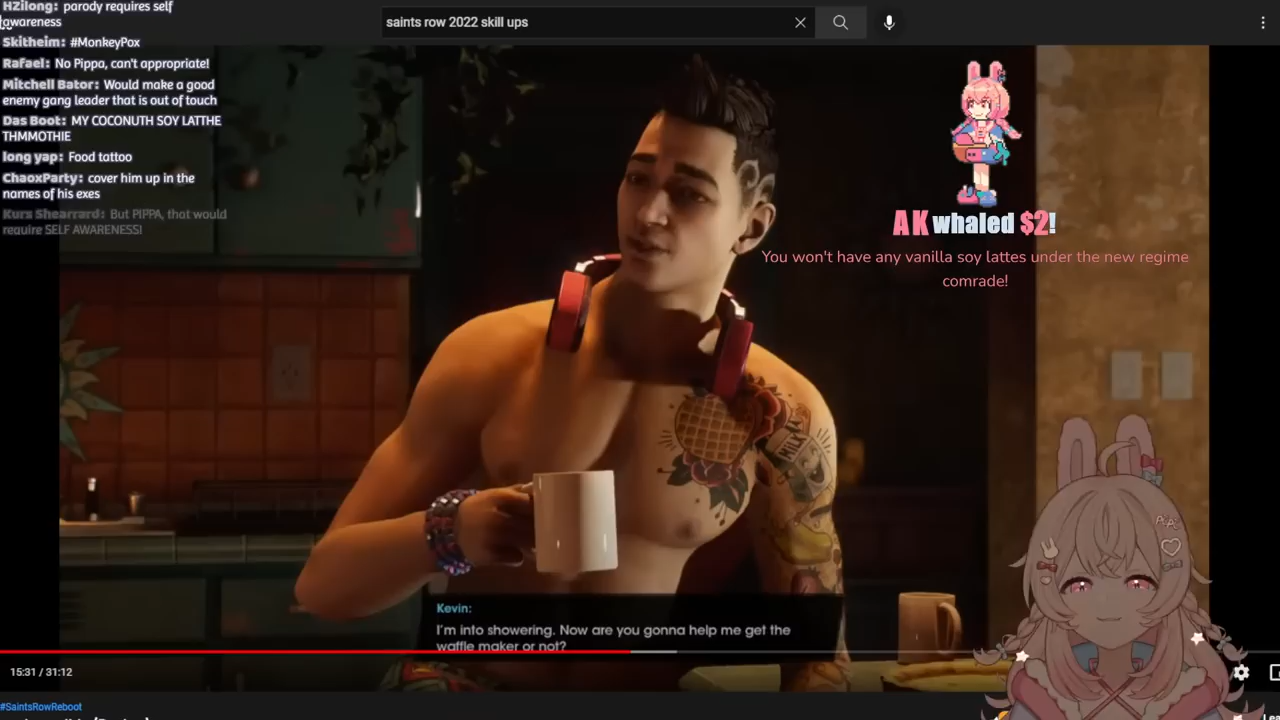 HZilong: parody requires self
awareness
Skitheim: #MonkeyPox
Rafael: No Pippa, can't appropriate!
Mitchell Bator: Would make a good
enemy gang leader that is out of touch
Das Boot: MY COCONUTH SOY LATTHE
THMMOTHIE
long yap: Food tattoo
ChaoxParty: cover him up in the
names of his exes
Kurs Shearrard: But PIPPA, that would
require SELF AWARENESS!
saints row 2022 skill ups
AK whaled $2!
You won't have any vanilla soy lattes under the new regime
comrade!
MILK
Kevin:
I'm into showering. Now are you gonna help me get the
waffle maker or not?
15:31 / 31:12
#SaintsRowReboot